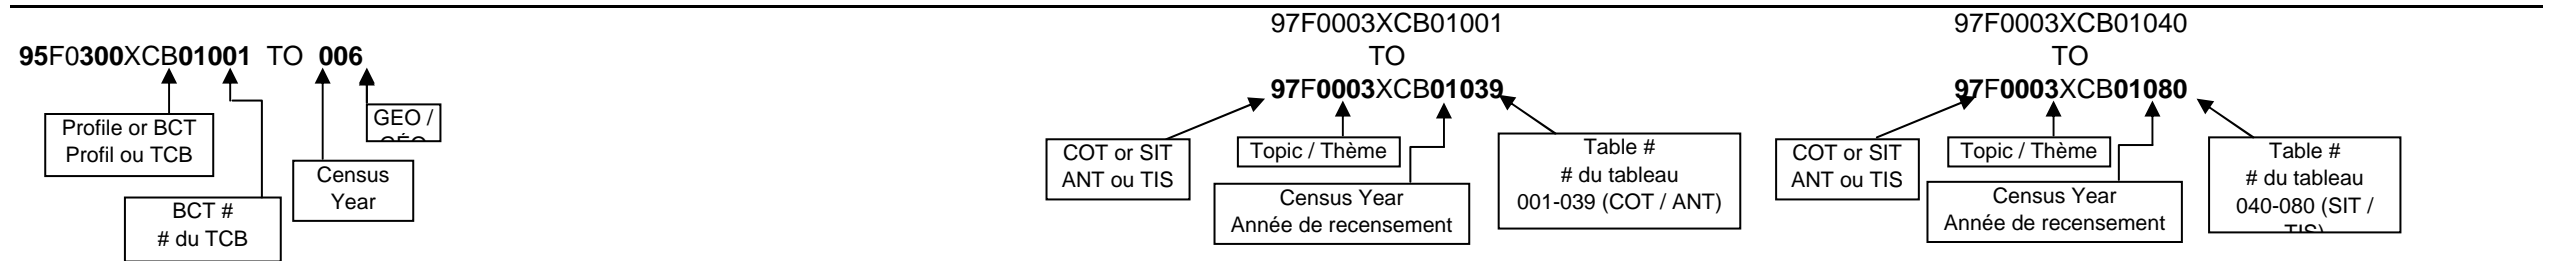 95F0300XCB01001 TO 006
Profile or BCT
Profil ou TCB
BCT #
# du TCB
Census
Year
GEO /
GÉO
97F0003XCB01001
TO
97F0003XCB01039
COT or SIT
ANT ou TIS
Topic / Thème
Census Year
Année de recensement
Table #
# du tableau
001-039 (COT / ANT)
97F0003XCB01040
TO
97F0003XCB01080
COT or SIT
ANT ou TIS
Topic / Thème
Census Year
Année de recensement
Table #
# du tableau
040-080 (SIT /
TIS)